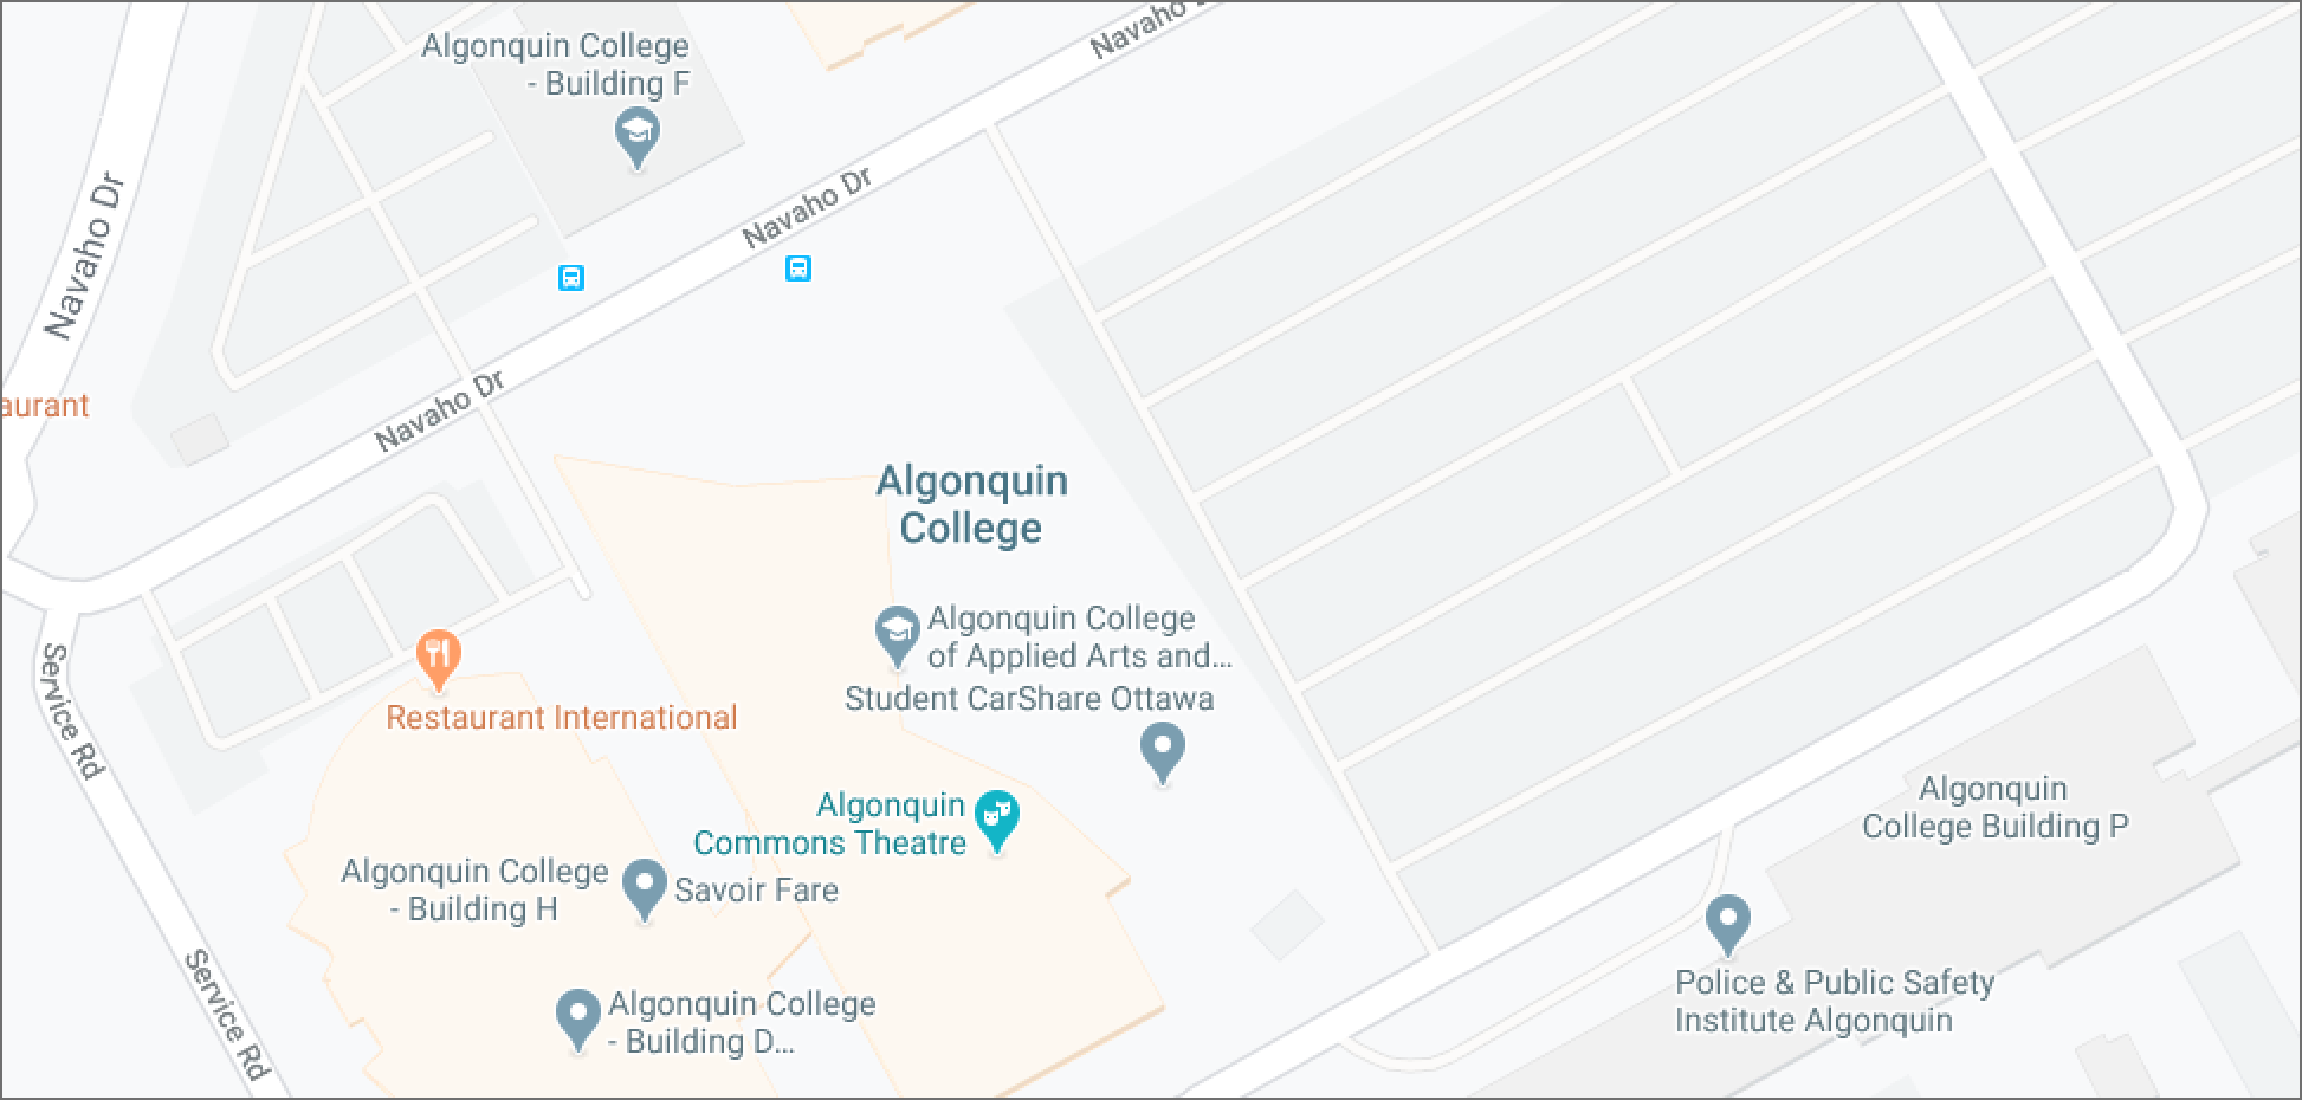 Algonquin College
- Building F
Navaho
Navaho Dr
Navaho Dr
aurant
Navaho Dr
Algonquin
College
Algonquin College
of Applied Arts and...
Student CarShare Ottawa
Service Rd
Restaurant International
Algonquin
Commons Theatre
Algonquin
College Building P
Algonquin College
- Building H
Savoir Fare
Service Rd
Police & Public Safety
Institute Algonquin
Algonquin College
- Building D...